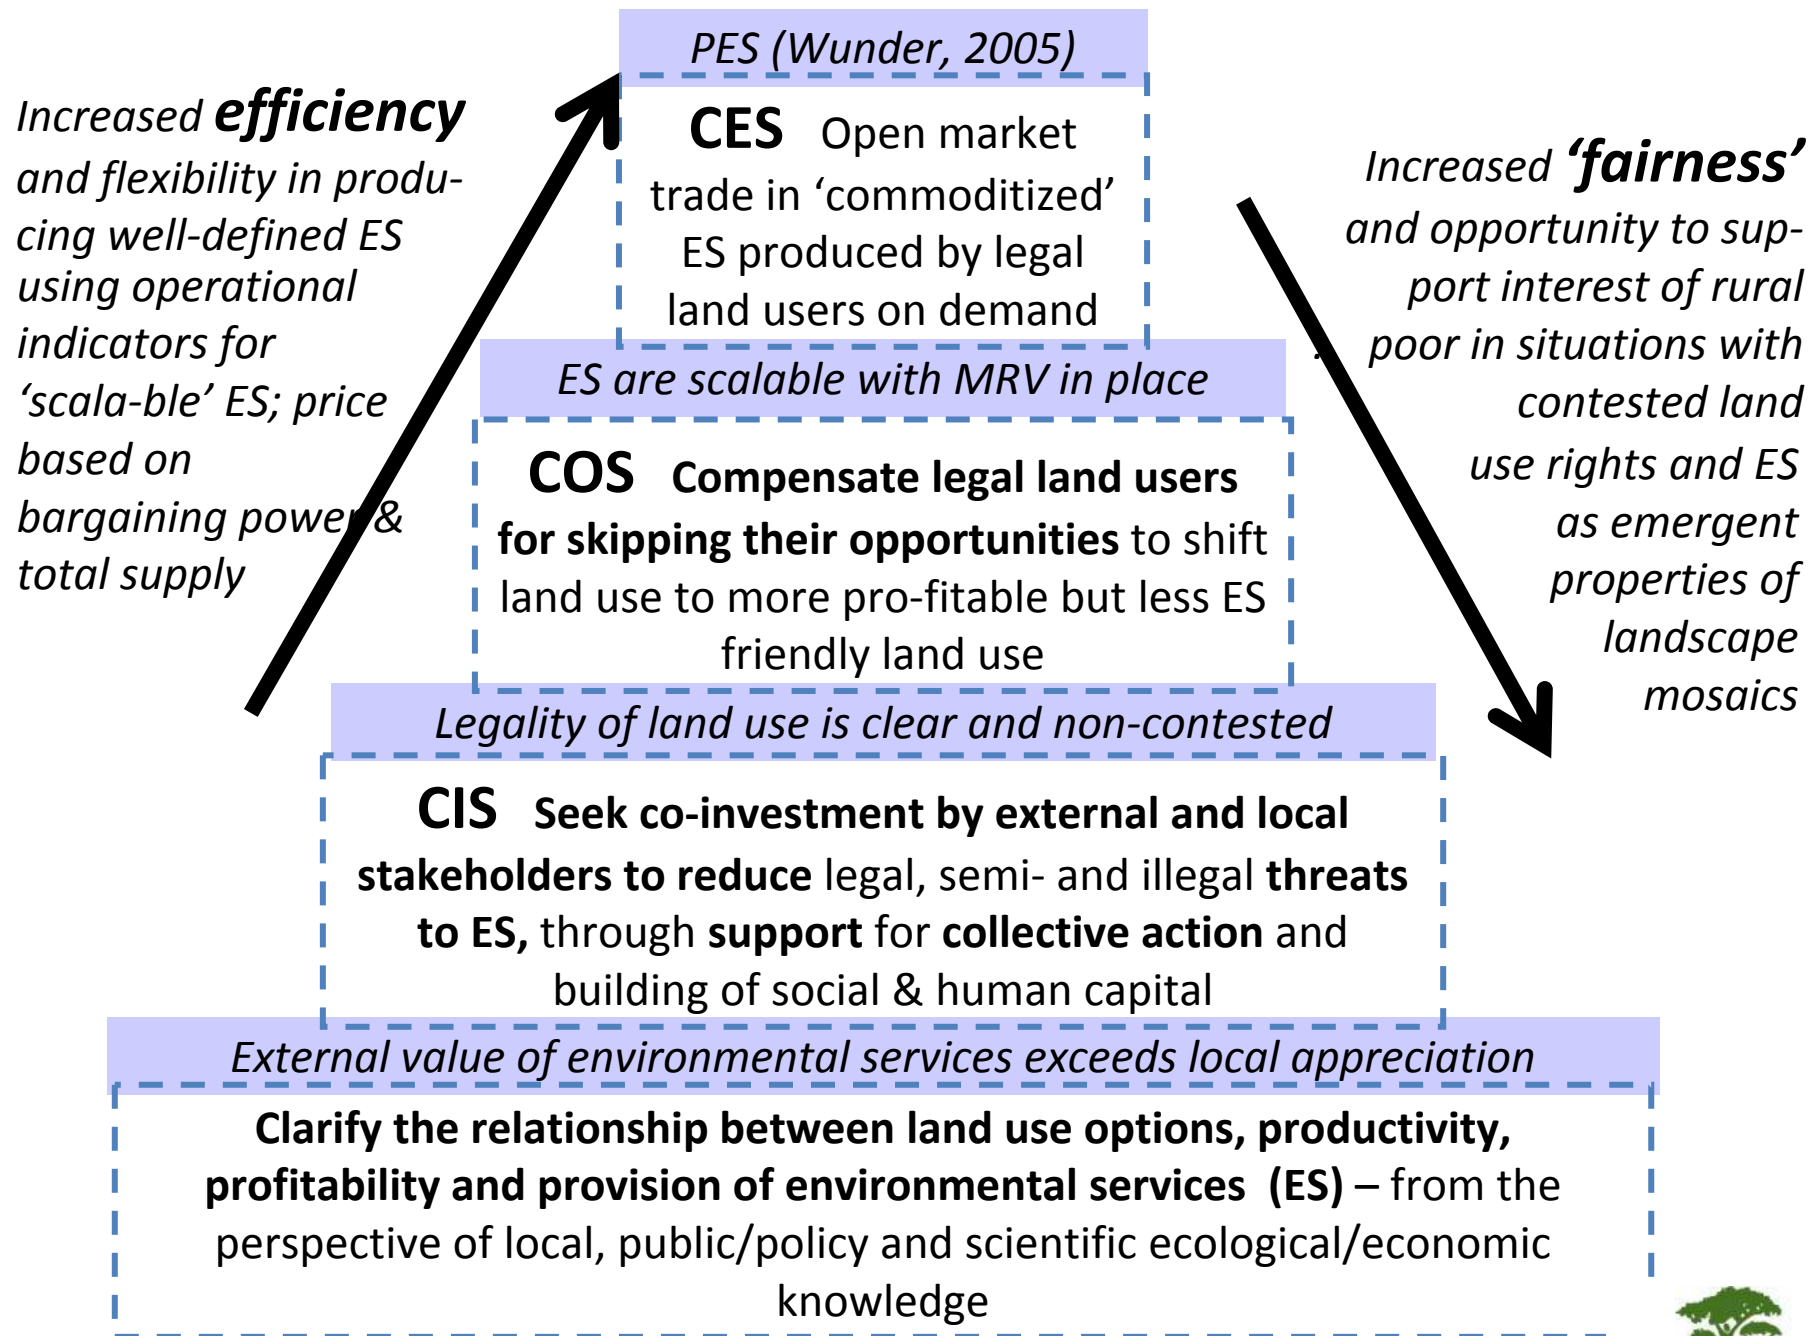 PES (Wunder, 2005)
Increased efficiency
and flexibility in produ-
cing well-defined ES
using operational
indicators for
‘scala-ble’ ES; price
based on
bargaining power &
total supply
CES Open market
trade in ‘commoditized’
ES produced by legal
land users on demand
Increased ‘fairness’
and opportunity to sup-
port interest of rural
. poor in situations with
contested land
use rights and ES
as emergent
properties of
landscape
mosaics
ES are scalable with MRV in place
COS Compensate legal land users
for skipping their opportunities to shift
land use to more pro-fitable but less ES
friendly land use
Legality of land use is clear and non-contested
CIS Seek co-investment by external and local
stakeholders to reduce legal, semi- and illegal threats
to ES, through support for collective action and
building of social & human capital
External value of environmental services exceeds local appreciation
Clarify the relationship between land use options, productivity,
profitability and provision of environmental services (ES) – from the
perspective of local, public/policy and scientific ecological/economic
knowledge